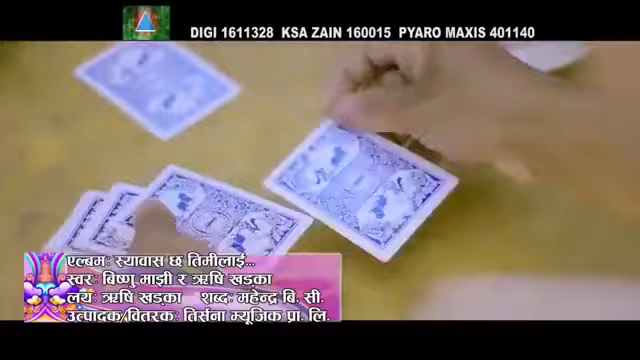 DIGI 1611328 KSA ZAIN 160015 PYARO MAXIS 401140
एल्बमः स्यावास छ तिमीलाई...
स्वरः बिष्णु माझी र ऋषि खड्का
लयः ऋषि खड्का शब्दः महेन्द्र बि. सी.
उत्पादक/वितरकः तिर्सना म्यूजिक प्रा. लि.